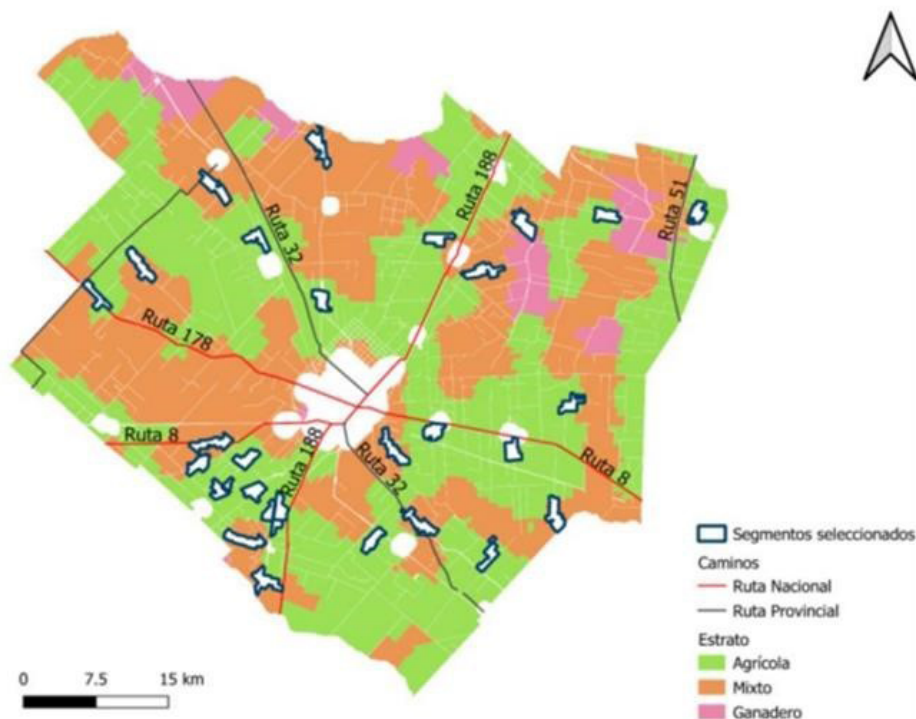 Ruta 188
Ruta 51
Ruta 32
Ruta 178
Ruta 8
Ruta 188
Ruta 32
Ruta 8
Segmentos seleccionados
Caminos
Ruta Nacional
Ruta Provincial
Estrato
Agrícola
Mixto
Ganadero
0 7.5 15 km